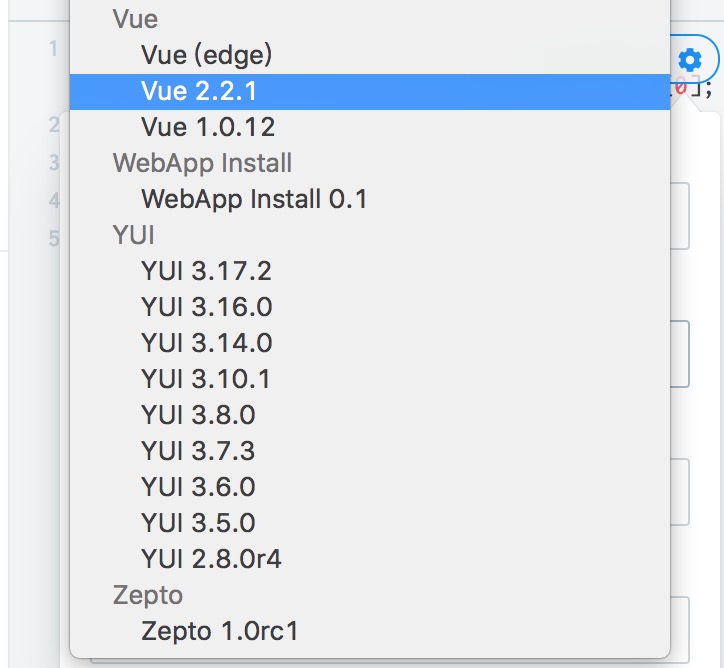 Vue
Vue (edge)
1
Vue 2.2.1
0];
Vue 1.0.12
2
WebApp Install
3
WebApp Install 0.1
4
YUI
5
YUI 3.17.2
YUI 3.16.0
YUI 3.14.0
YUI 3.10.1
YUI 3.8.0
YUI 3.7.3
YUI 3.6.0
YUI 3.5.0
YUI 2.8.0r4
Zepto
Zepto 1.0rc1